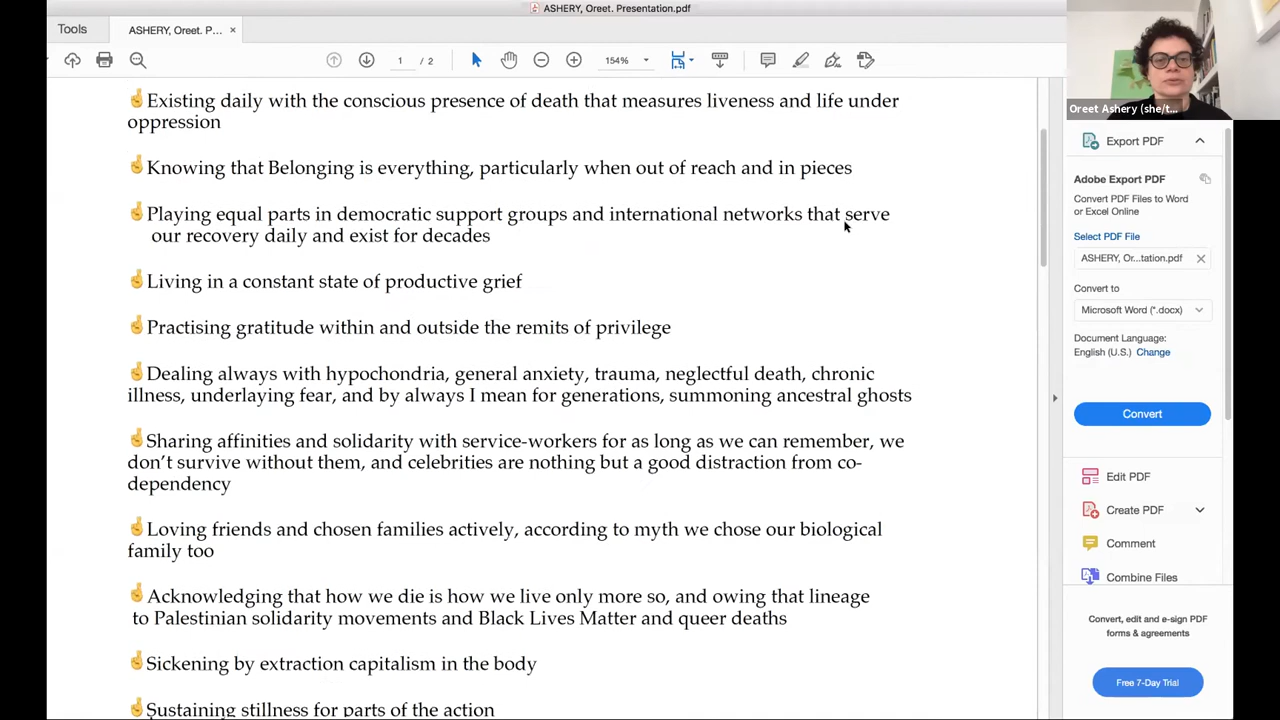 ASHERY, Oreet. Presentation.pdf
Tools
ASHERY, Oreet. P... ×
1 / 2
154%
Oreet Ashery (she/t...
☝Existing daily with the conscious presence of death that measures liveness and life under
oppression
☝Knowing that Belonging is everything, particularly when out of reach and in pieces
☝Playing equal parts in democratic support groups and international networks that serve
our recovery daily and exist for decades
☝Living in a constant state of productive grief
☝Practising gratitude within and outside the remits of privilege
☝Dealing always with hypochondria, general anxiety, trauma, neglectful death, chronic
illness, underlaying fear, and by always I mean for generations, summoning ancestral ghosts
☝Sharing affinities and solidarity with service-workers for as long as we can remember, we
don’t survive without them, and celebrities are nothing but a good distraction from co-
dependency
☝Loving friends and chosen families actively, according to myth we chose our biological
family too
☝Acknowledging that how we die is how we live only more so, and owing that lineage
to Palestinian solidarity movements and Black Lives Matter and queer deaths
☝Sickening by extraction capitalism in the body
☝Sustaining stillness for parts of the action
Export PDF
Adobe Export PDF
Convert PDF Files to Word
or Excel Online
Select PDF File
ASHERY, Or...tation.pdf
Convert to
Microsoft Word (*.docx)
Document Language:
English (U.S.) Change
Convert
Edit PDF
Create PDF
Comment
Combine Files
Convert, edit and e-sign PDF
forms & agreements
Free 7-Day Trial